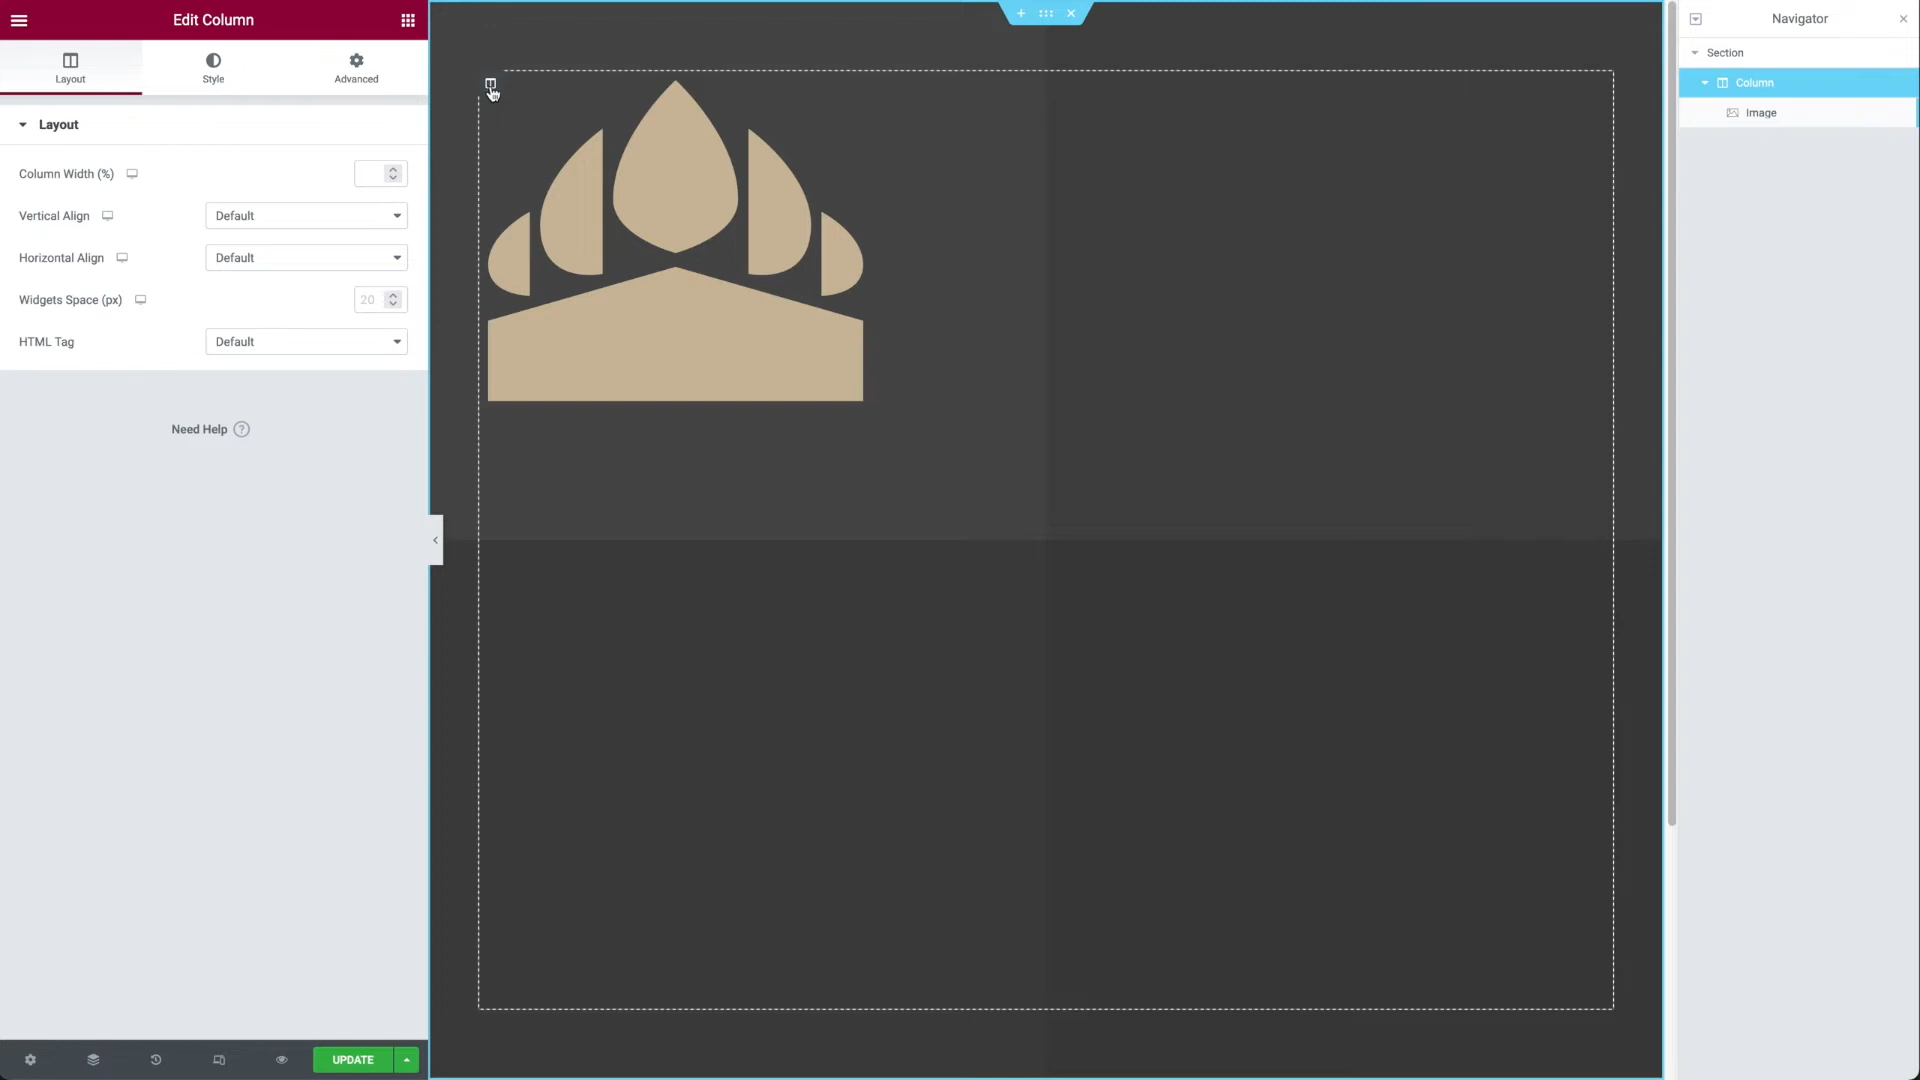 Edit Column
Layout
Style
Advanced
Layout
Column Width (%)
Vertical Align
Default
Horizontal Align
Default
Widgets Space (px)
20
HTML Tag
Default
Need Help
UPDATE
Navigator
Section
Column
Image